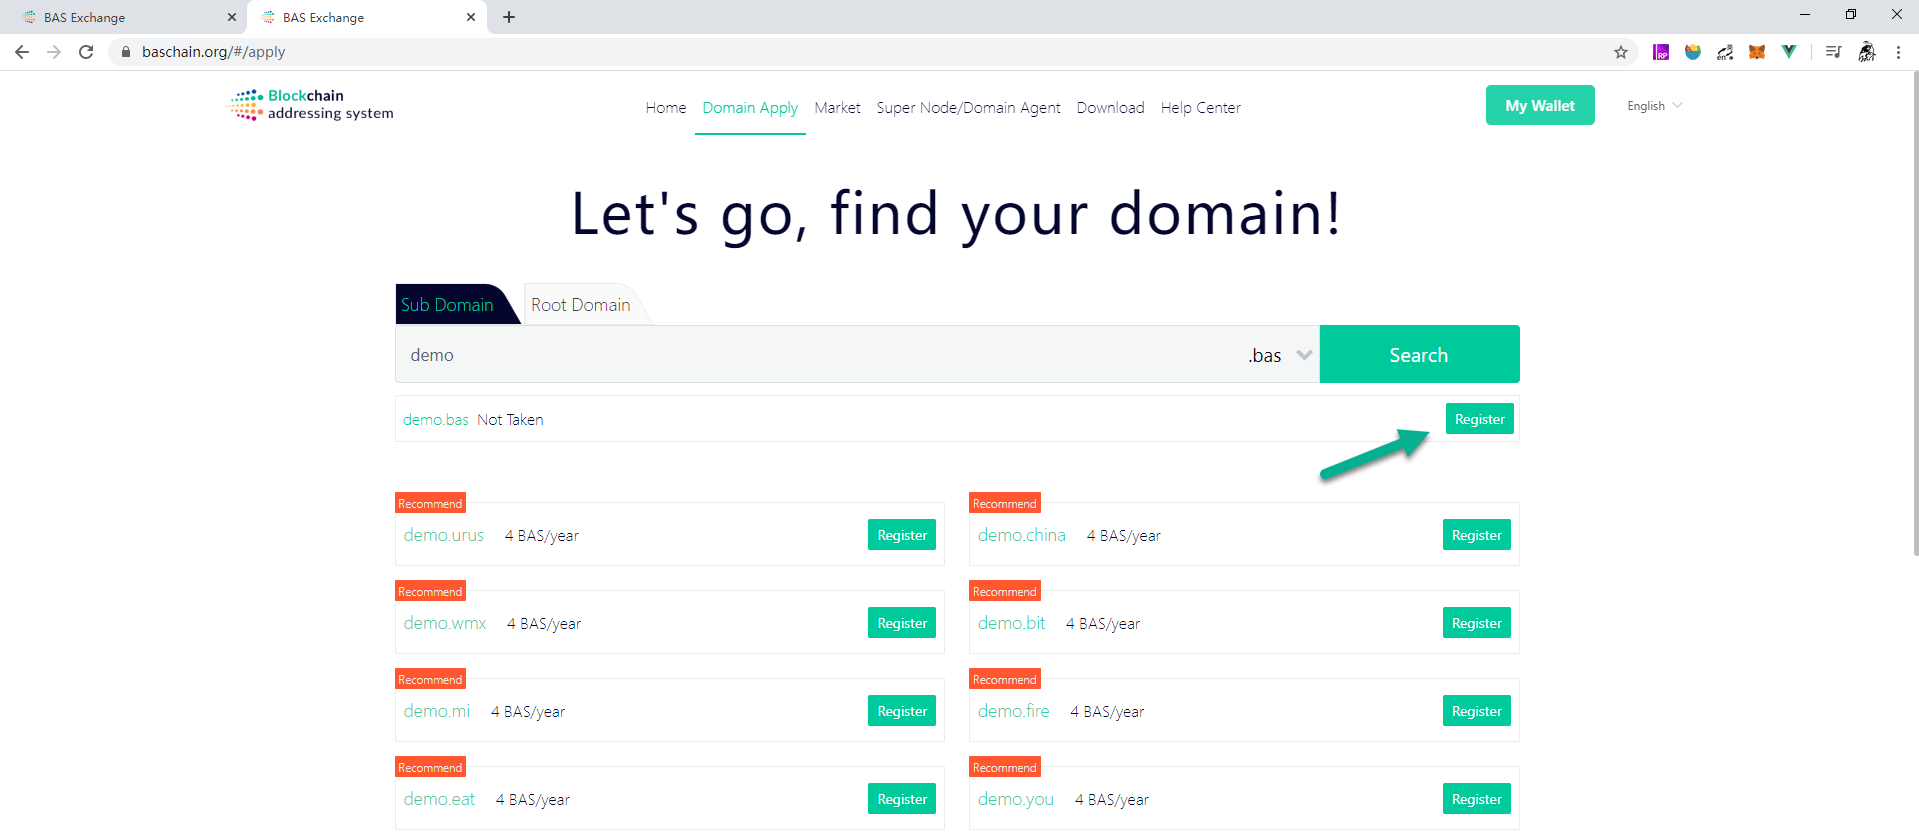 BAS Exchange
BAS Exchange
baschain.org/#/apply
Blockchain
addressing system
Home
Domain Apply
Market
Super Node/Domain Agent
Download
Help Center
My Wallet
English
Let's go, find your domain!
Sub Domain
Root Domain
demo
.bas
Search
demo.bas Not Taken
Register
Recommend
demo.urus 4 BAS/year
Register
Recommend
demo.china 4 BAS/year
Register
Recommend
demo.wmx 4 BAS/year
Register
Recommend
demo.bit 4 BAS/year
Register
Recommend
demo.mi 4 BAS/year
Register
Recommend
demo.fire 4 BAS/year
Register
Recommend
demo.eat 4 BAS/year
Register
Recommend
demo.you 4 BAS/year
Register